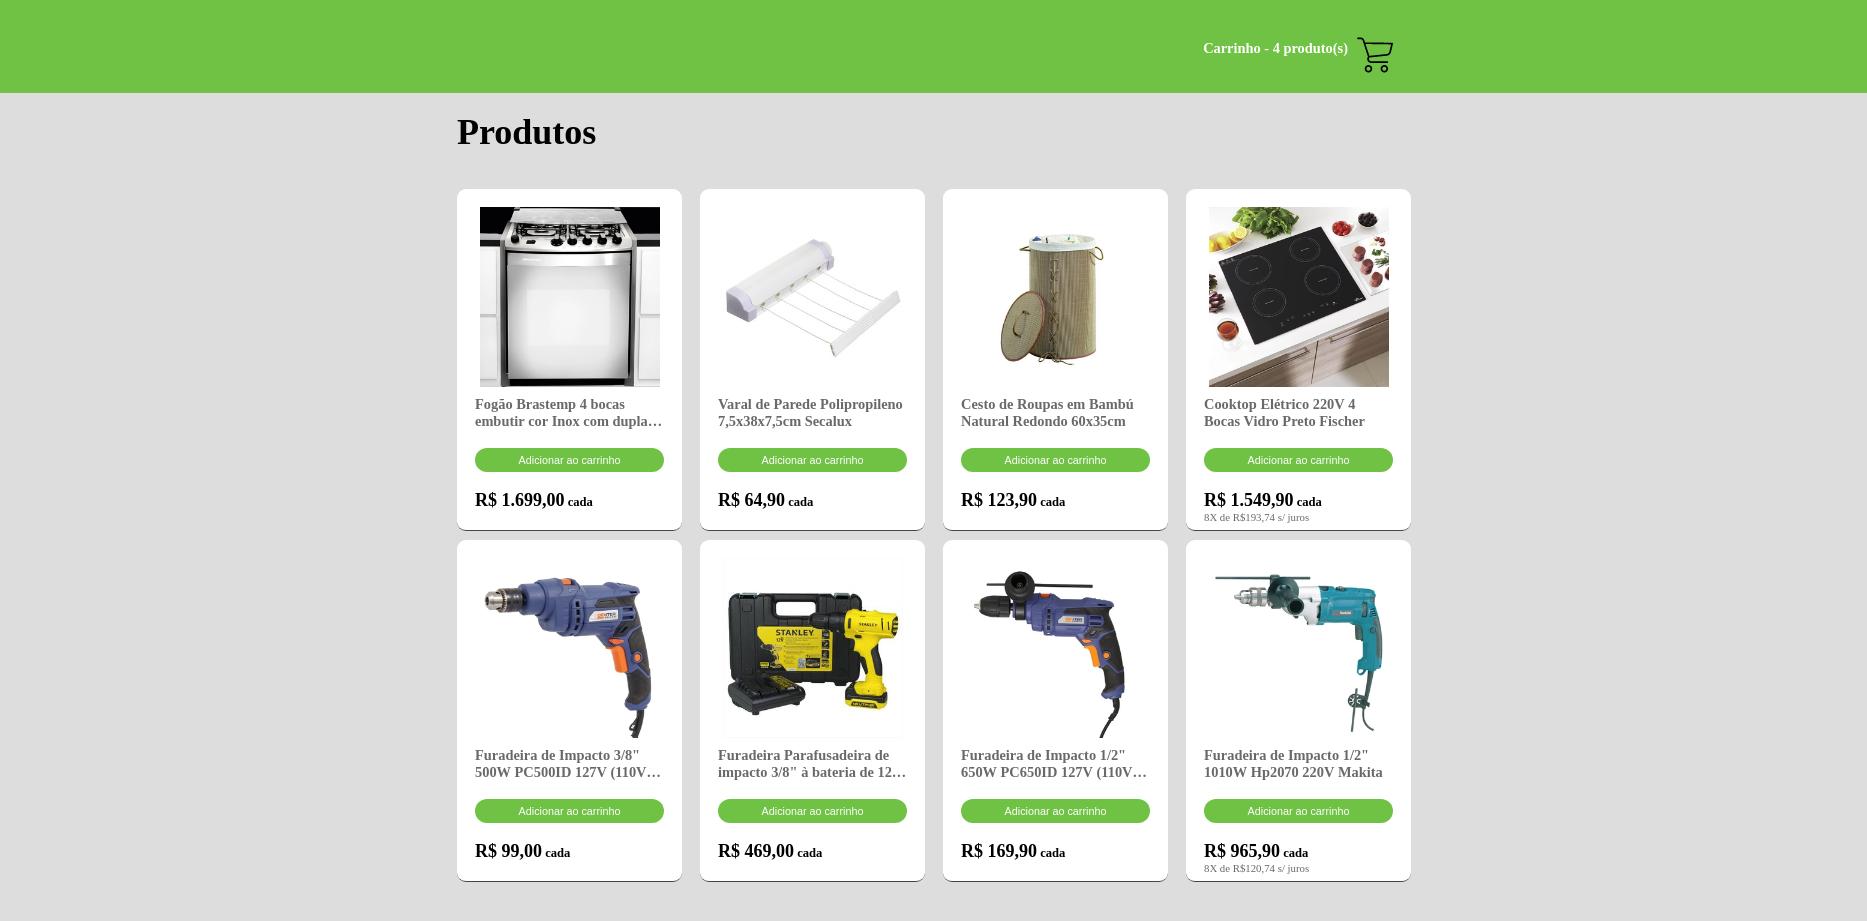 Carrinho - 4 produto(s)
Produtos
Fogão Brastemp 4 bocas
embutir cor Inox com dupla…
Adicionar ao carrinho
R$ 1.699,00 cada
Varal de Parede Polipropileno
7,5x38x7,5cm Secalux
Adicionar ao carrinho
R$ 64,90 cada
Cesto de Roupas em Bambú
Natural Redondo 60x35cm
Adicionar ao carrinho
R$ 123,90 cada
Cooktop Elétrico 220V 4
Bocas Vidro Preto Fischer
Adicionar ao carrinho
R$ 1.549,90 cada
8X de R$193,74 s/ juros
Furadeira de Impacto 3/8"
500W PC500ID 127V (110V…
Adicionar ao carrinho
R$ 99,00 cada
STANLEY
STANLEY
Furadeira Parafusadeira de
impacto 3/8" à bateria de 12…
Adicionar ao carrinho
R$ 469,00 cada
Furadeira de Impacto 1/2"
650W PC650ID 127V (110V…
Adicionar ao carrinho
R$ 169,90 cada
Furadeira de Impacto 1/2"
1010W Hp2070 220V Makita
Adicionar ao carrinho
R$ 965,90 cada
8X de R$120,74 s/ juros